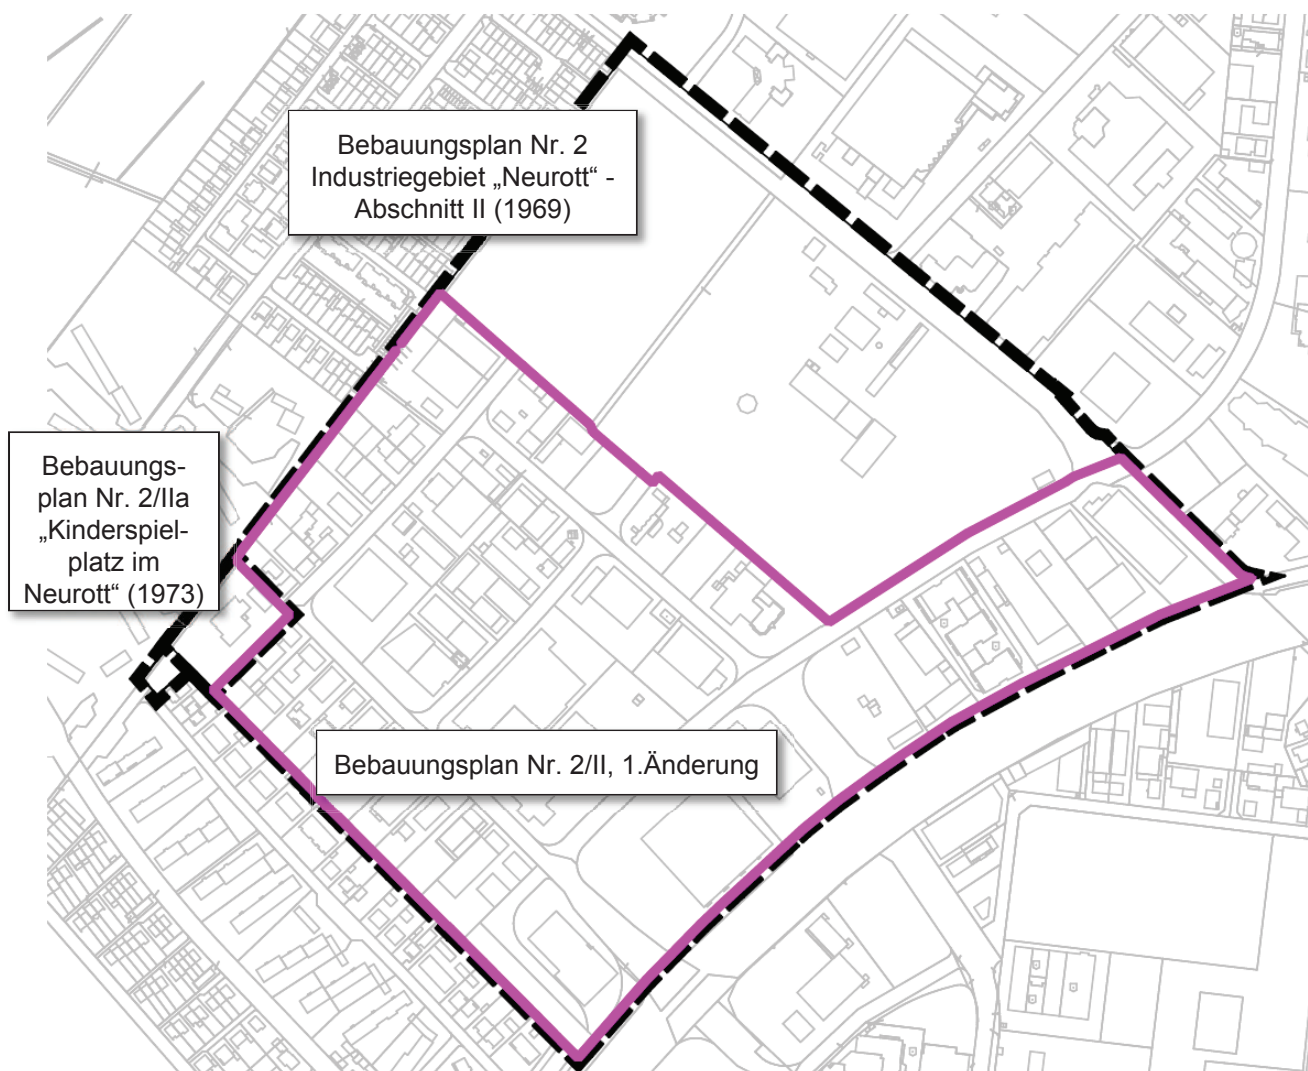 Bebauungsplan Nr. 2
Industriegebiet „Neurott“ -
Abschnitt II (1969)
Bebauungs-
plan Nr. 2/IIa
„Kinderspiel-
platz im
Neurott“ (1973)
Bebauungsplan Nr. 2/II, 1.Änderung